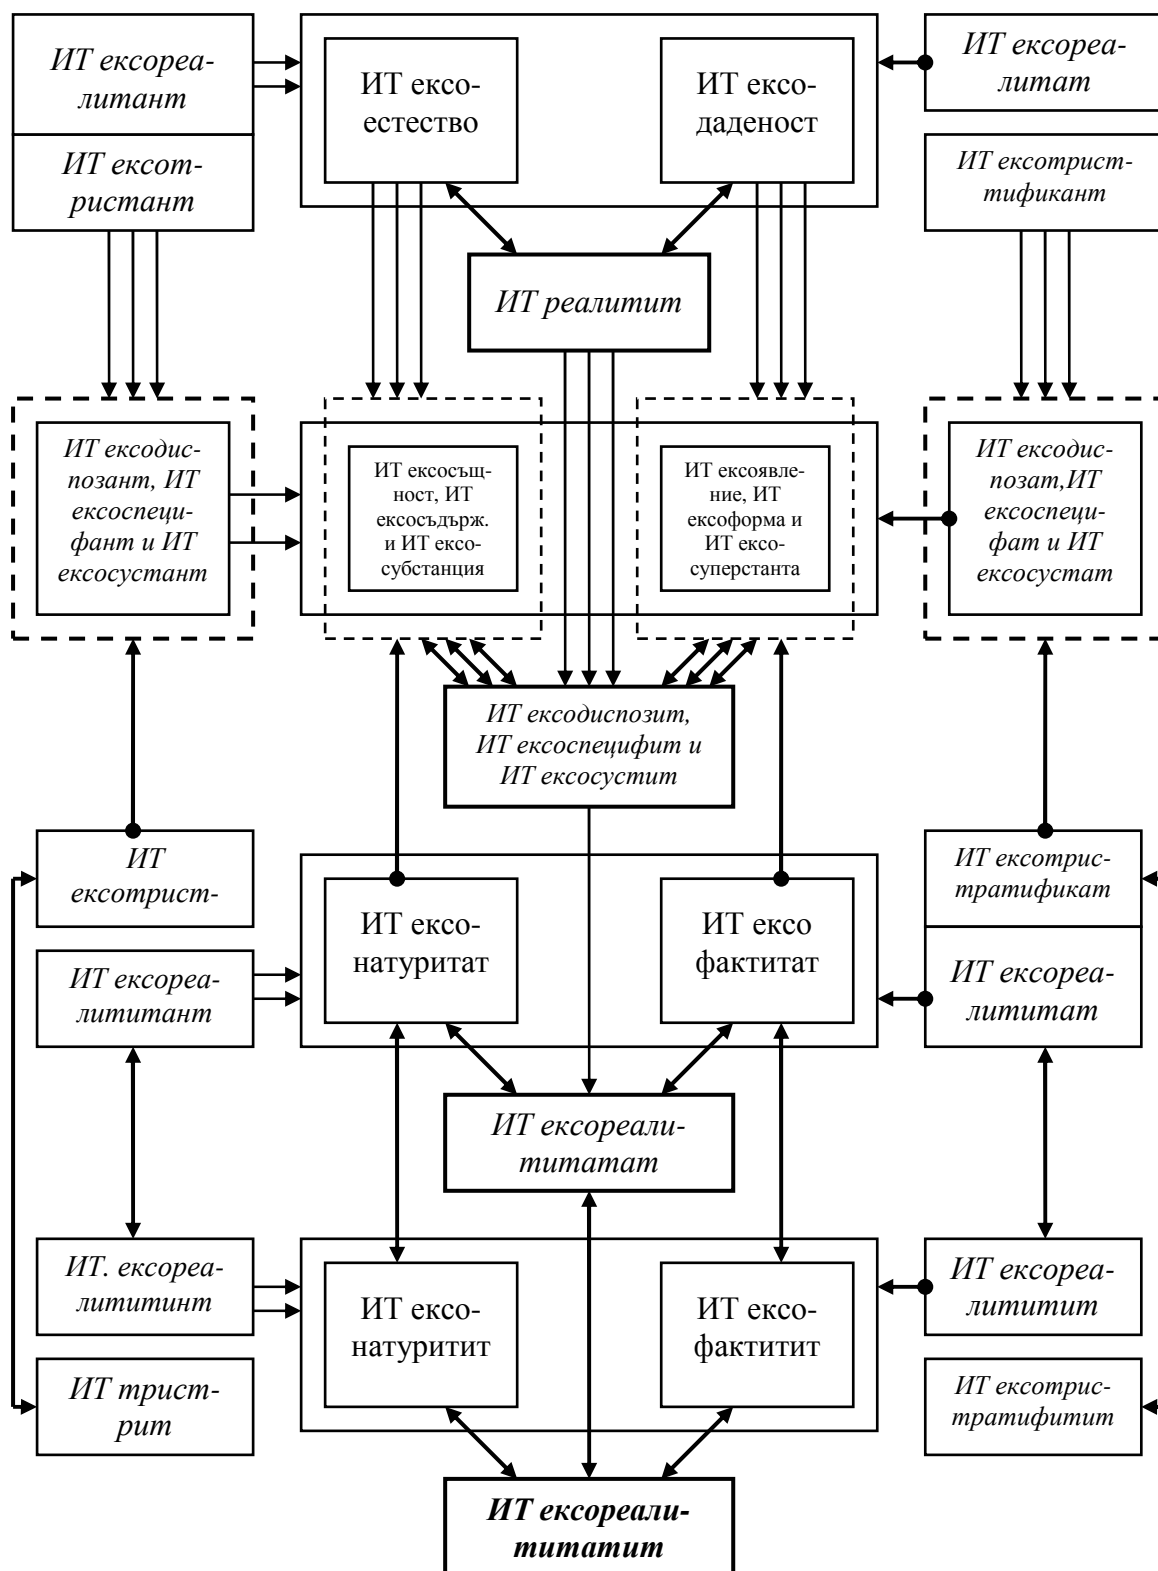 ИТ ексореа-
литант
ИТ ексо-
естество
ИТ ексо-
даденост
ИТ ексореа-
литат
ИТ ексот-
ристант
ИТ ексотрист-
тификант
ИТ реалитит
ИТ ексодис-
позант, ИТ
ексоспеци-
фант и ИТ
ексосустант
ИТ ексосъщ-
ност, ИТ
ексосъдърж.
и ИТ ексо-
субстанция
ИТ ексоявле-
ние, ИТ
ексоформа и
ИТ ексо-
суперстанта
ИТ ексодис-
позат,ИТ
ексоспеци-
фат и ИТ
ексосустат
ИТ ексодиспозит,
ИТ ексоспецифит и
ИТ ексосустит
ИТ
ексотрист-
ИТ ексо-
натуритат
ИТ ексо
фактитат
ИТ ексотрис-
тратификат
ИТ ексореа-
лититант
ИТ ексореа-
лититат
ИТ ексореали-
титатат
ИТ. ексореа-
лититинт
ИТ ексо-
натуритит
ИТ ексо-
фактитит
ИТ ексореа-
лититит
ИТ трист-
рит
ИТ ексотрис-
тратифитит
ИТ ексореали-
титатит